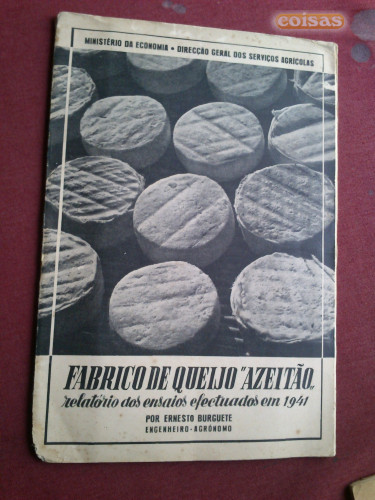 coisas
MINISTÉRIO DA ECONOMIA • DIRECÇÃO GERAL DOS SERVIÇOS AGRÍCOLAS
FABRICO DE QUEIJO "AZEITÃO"
relatório dos ensaios efectuados em 1941
POR ERNESTO BURGUETE
ENGENHEIRO-AGRÓNOMO